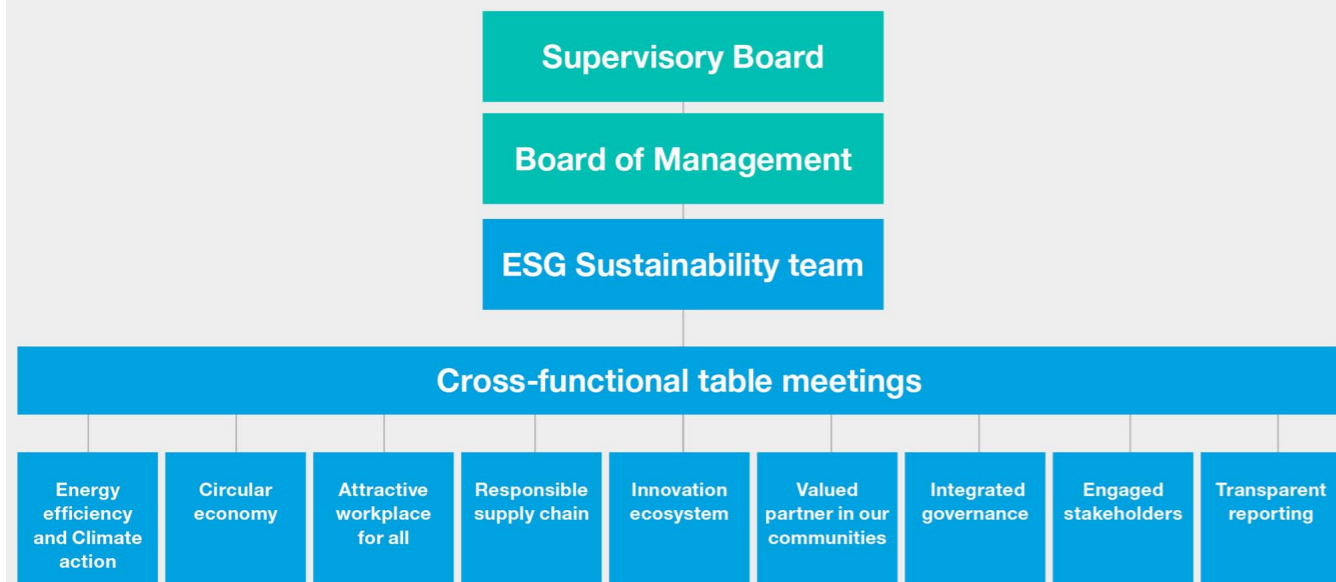 Supervisory Board
Board of Management
ESG Sustainability team
Cross-functional table meetings
Energy
efficiency
and Climate
action
Circular
economy
Attractive
workplace
for all
Responsible
supply chain
Innovation
ecosystem
Valued
partner in our
communities
Integrated
governance
Engaged
stakeholders
Transparent
reporting